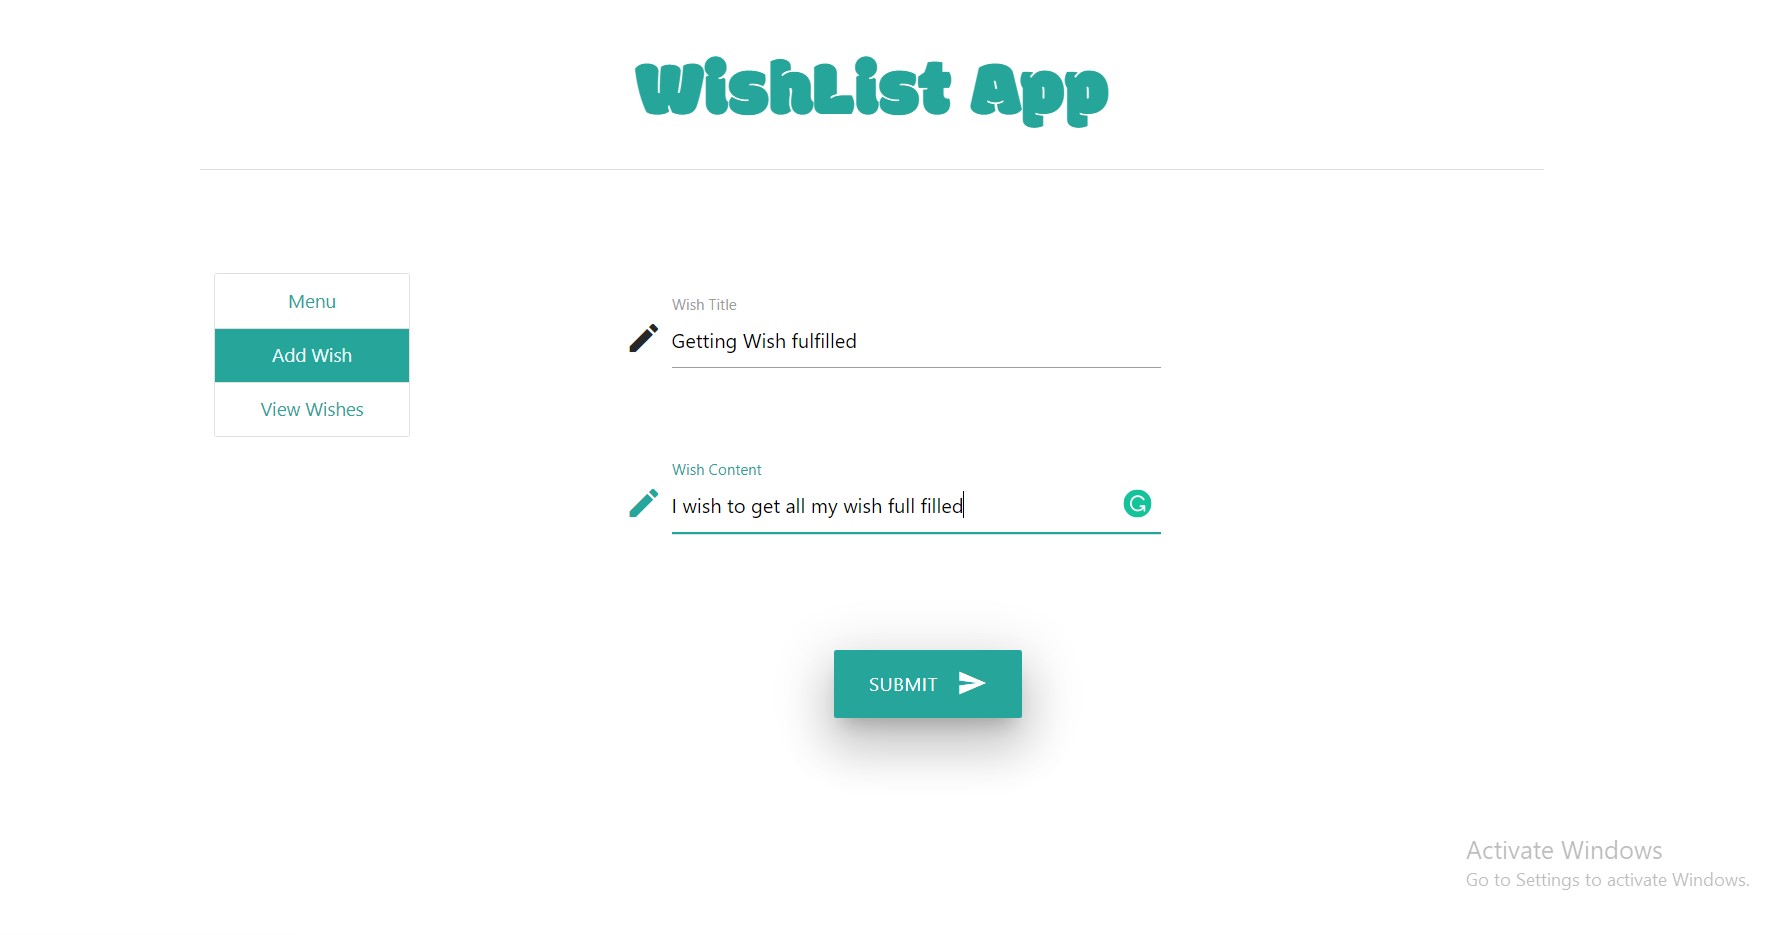 WishList App
Menu
Add Wish
View Wishes
Wish Title
Getting Wish fulfilled
Wish Content
I wish to get all my wish full filled
SUBMIT
Activate Windows
Go to Settings to activate Windows.